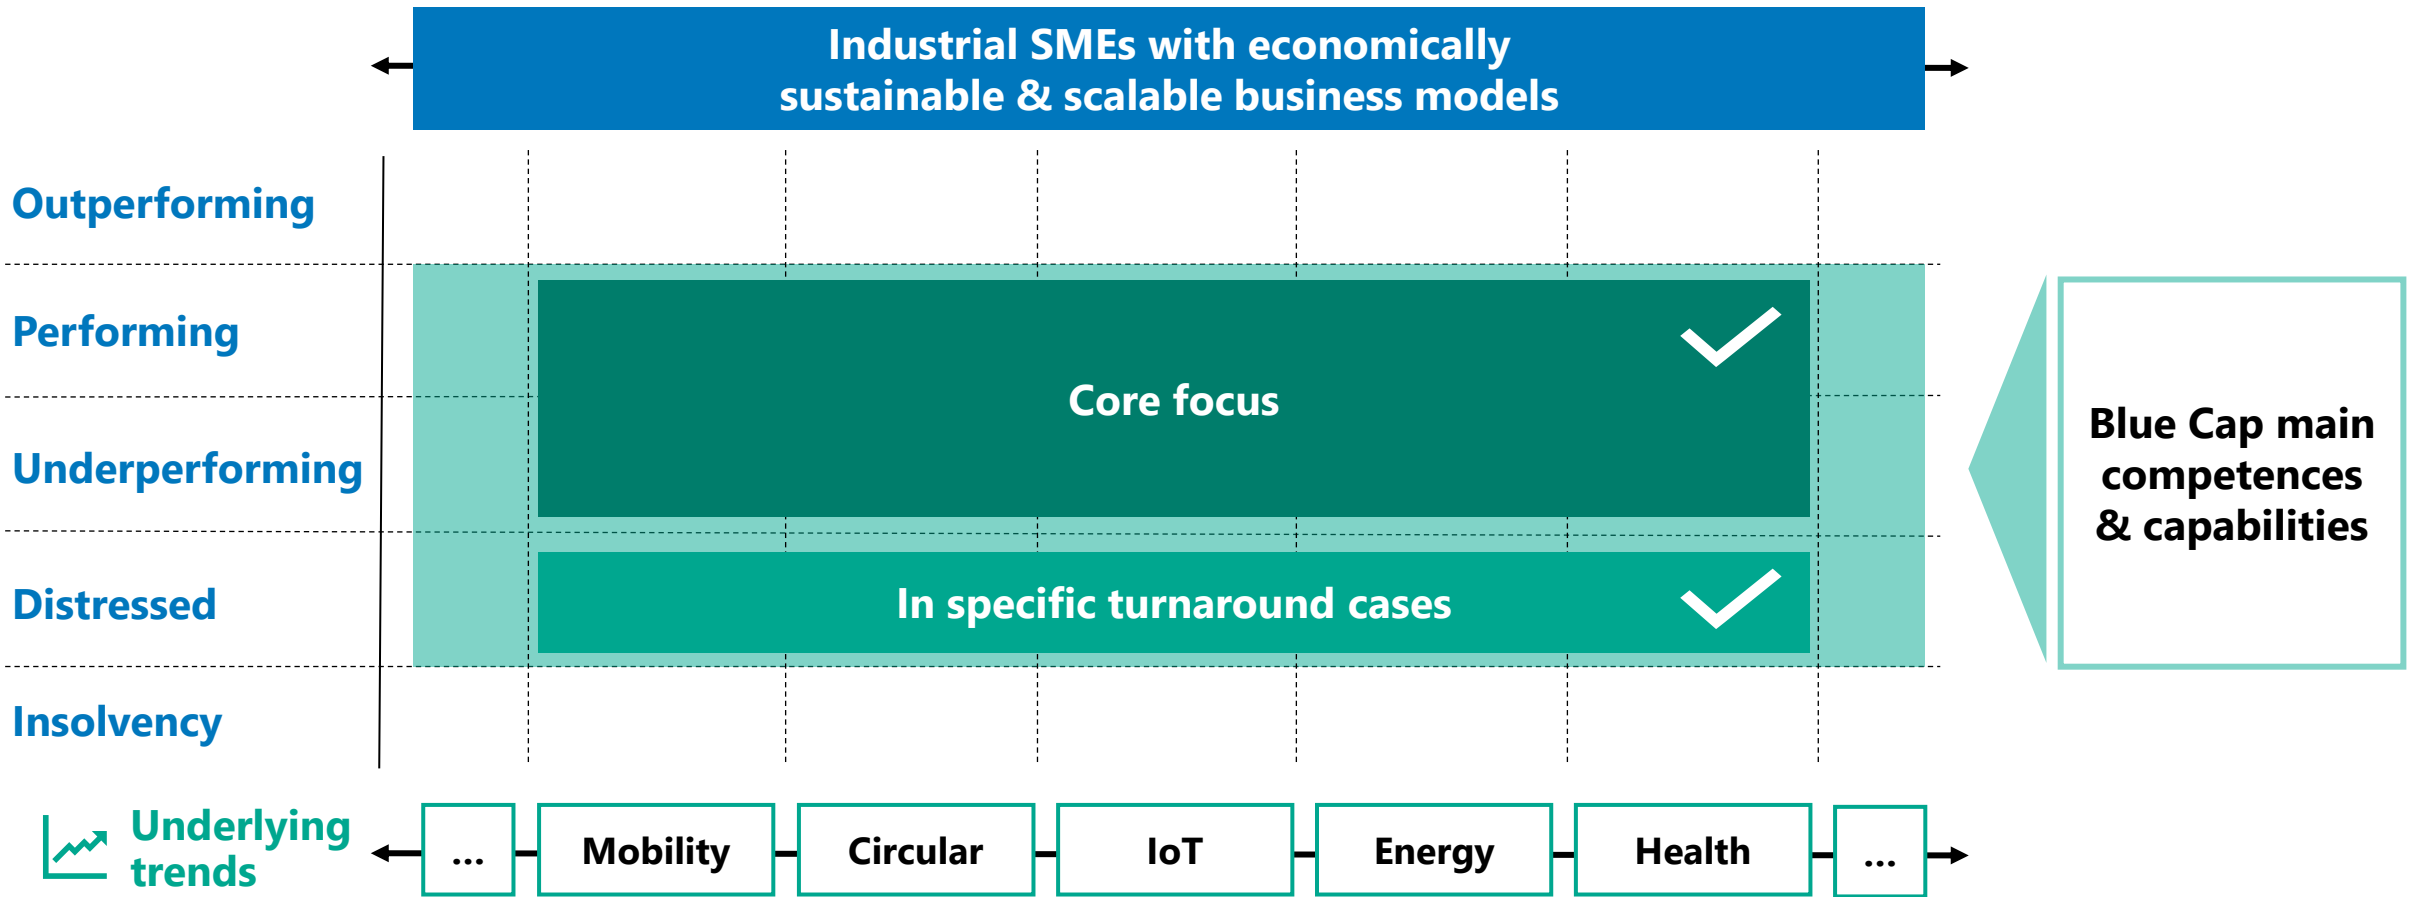 Industrial SMEs with economically
sustainable & scalable business models
Outperforming
Performing
Underperforming
Distressed
Insolvency
Core focus
In specific turnaround cases
Blue Cap main
competences
& capabilities
Underlying
trends
...
Mobility
Circular
IoT
Energy
Health
...